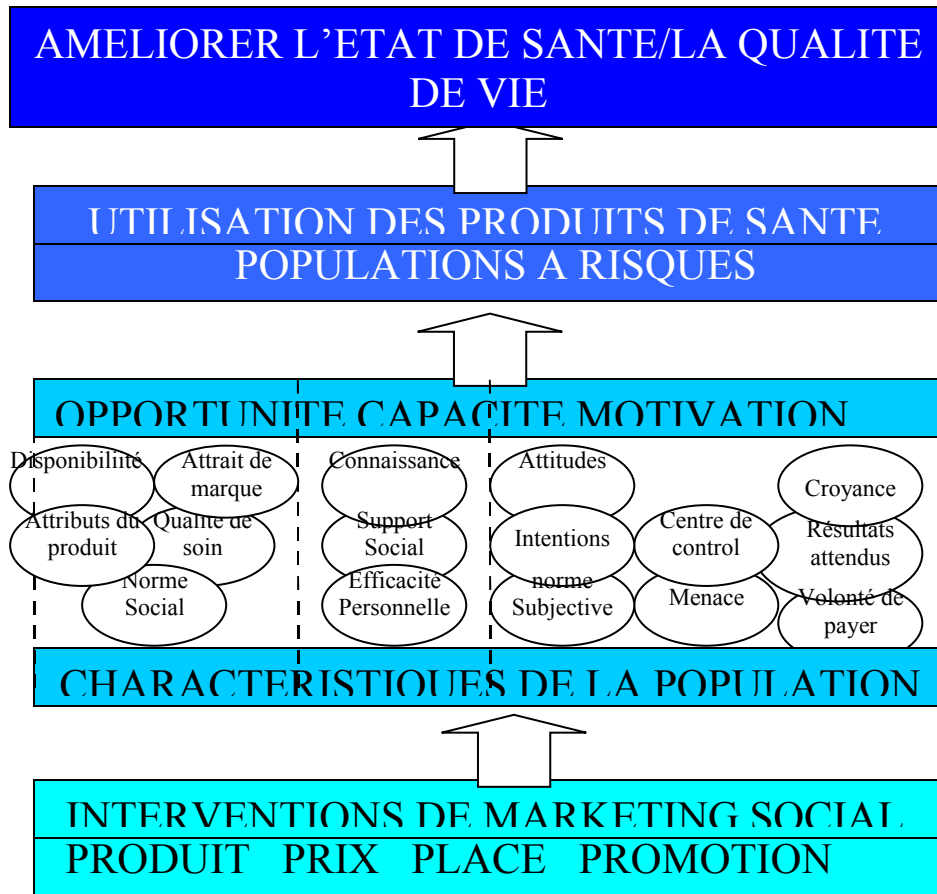 AMELIORER L'ETAT DE SANTE/LA QUALITE
DE VIE
UTILISATION DES PRODUITS DE SANTE
POPULATIONS A RISQUES
OPPORTUNITE CAPACITE MOTIVATION
Disponibiliité
Attrait de
marque
Connaissance
Attitudes
Croyance
Attributs du
produit
Qualité de
soin
Support
Social
Intentions
Centre de
control
Résultats
attendus
Norme
Social
Efficacité
Personnelle
norme
Subjective
Menace
Volonté de
payer
CHARACTERISTIQUES DE LA POPULATION
INTERVENTIONS DE MARKETING SOCIAL
PRODUIT PRIX PLACE PROMOTION